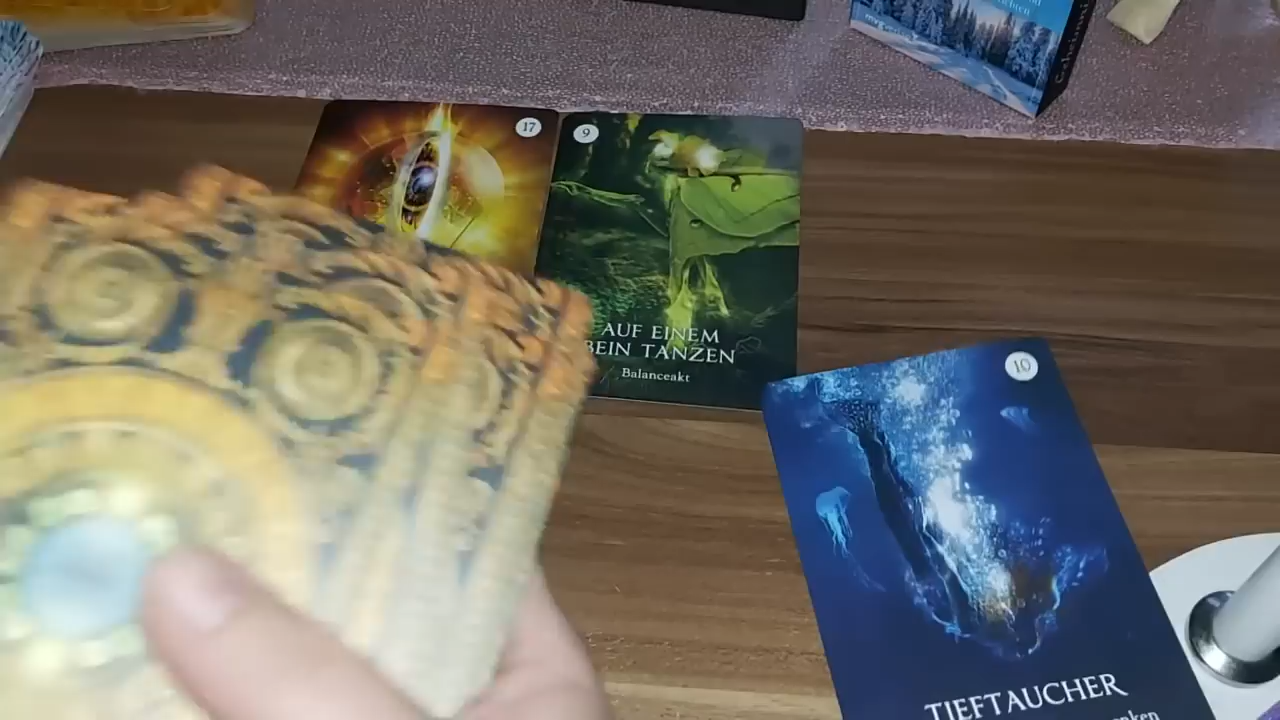 17
9
AUF EINEM
BEIN TANZEN
Balanceakt
10
TIEFTAUCHER